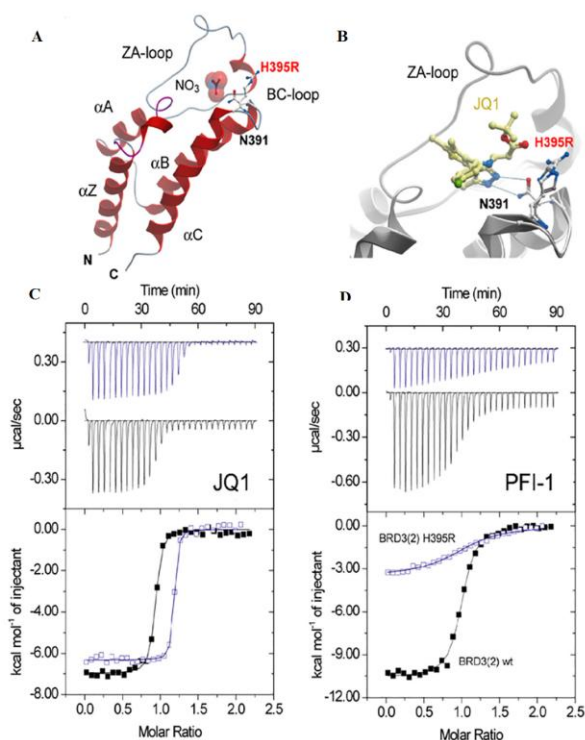 A
ZA-loop
H395R
NO3
BC-loop
αA
N391
αB
αZ
αC
N
C
B
ZA-loop
JQ1
H395R
N391
C
Time (min)
0 30 60 90
0.30
0.00
-0.30
µcal/sec
JQ1
0.00
-2.00
-4.00
-6.00
-8.00
kcal mol-1 of injectant
0.0 0.5 1.0 1.5 2.0 2.5
Molar Ratio
D
Time (min)
0 15 30 45 60 75 90
0.30
0.00
-0.30
-0.60
µcal/sec
PFI-1
0.00
-3.00
-6.00
-9.00
-12.00
kcal mol-1 of injectant
BRD3(2) H395R
BRD3(2) wt
0.0 0.5 1.0 1.5 2.0 2.5
Molar Ratio